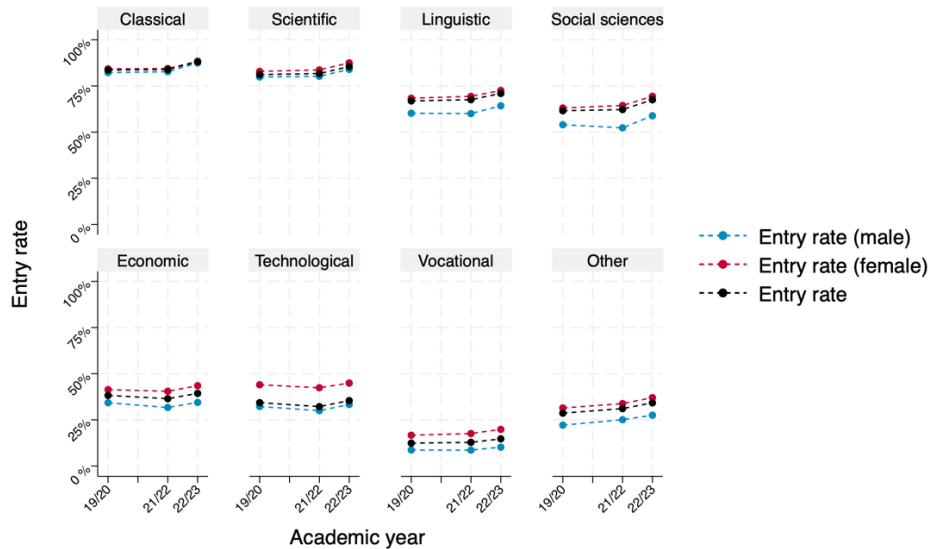 Classical
Scientific
Linguistic
Social sciences
100%
75%
50%
25%
0%
Entry rate
Economic
Technological
Vocational
Other
100%
75%
50%
25%
0%
19/20
21/22
22/23
19/20
21/22
22/23
19/20
21/22
22/23
19/20
21/22
22/23
Academic year
Entry rate (male)
Entry rate (female)
Entry rate